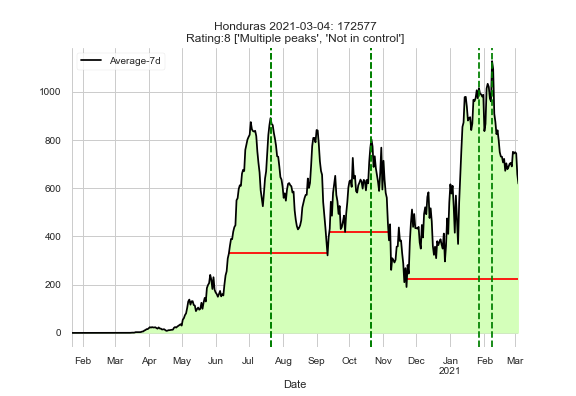 Honduras 2021-03-04: 172577
Rating:8 ['Multiple peaks', 'Not in control']
Average-7d
1000
800
600
400
200
0
Feb Mar Apr May Jun Jul Aug Sep Oct Nov Dec Jan Feb Mar
2021
Date